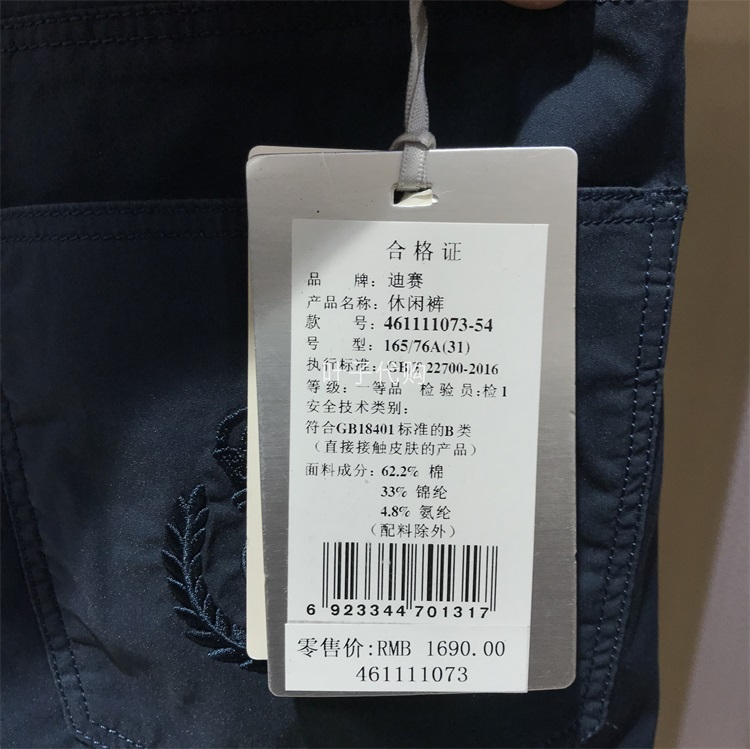 合格证
品 牌：迪赛
产品名称：休闲裤
款 号：461111073-54
号 型：165/76A(31)
执行标准：GB/T22700-2016
等级：一等品 检验员：检1
安全技术类别：
符合GB18401标准的B类
（直接接触皮肤的产品）
面料成分：62.2% 棉
33% 锦纶
4.8% 氨纶
（配料除外）
6 923344 701317
零售价:RMB 1690.00
461111073
叶子代购